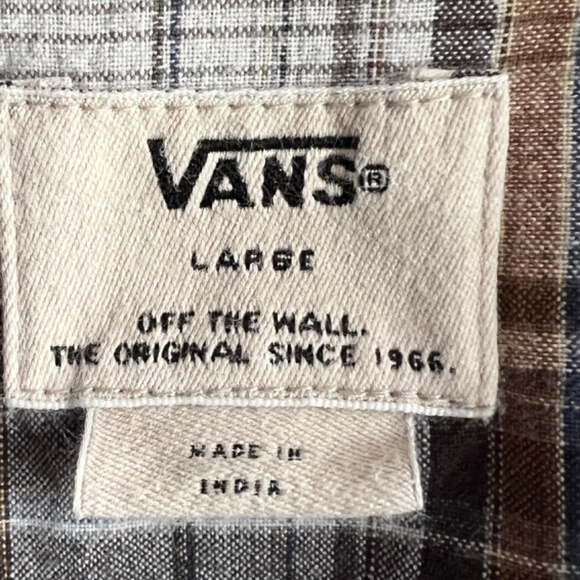 VANS®
LARGE
OFF THE WALL.
THE ORIGINAL SINCE 1966.
MADE IN
INDIA